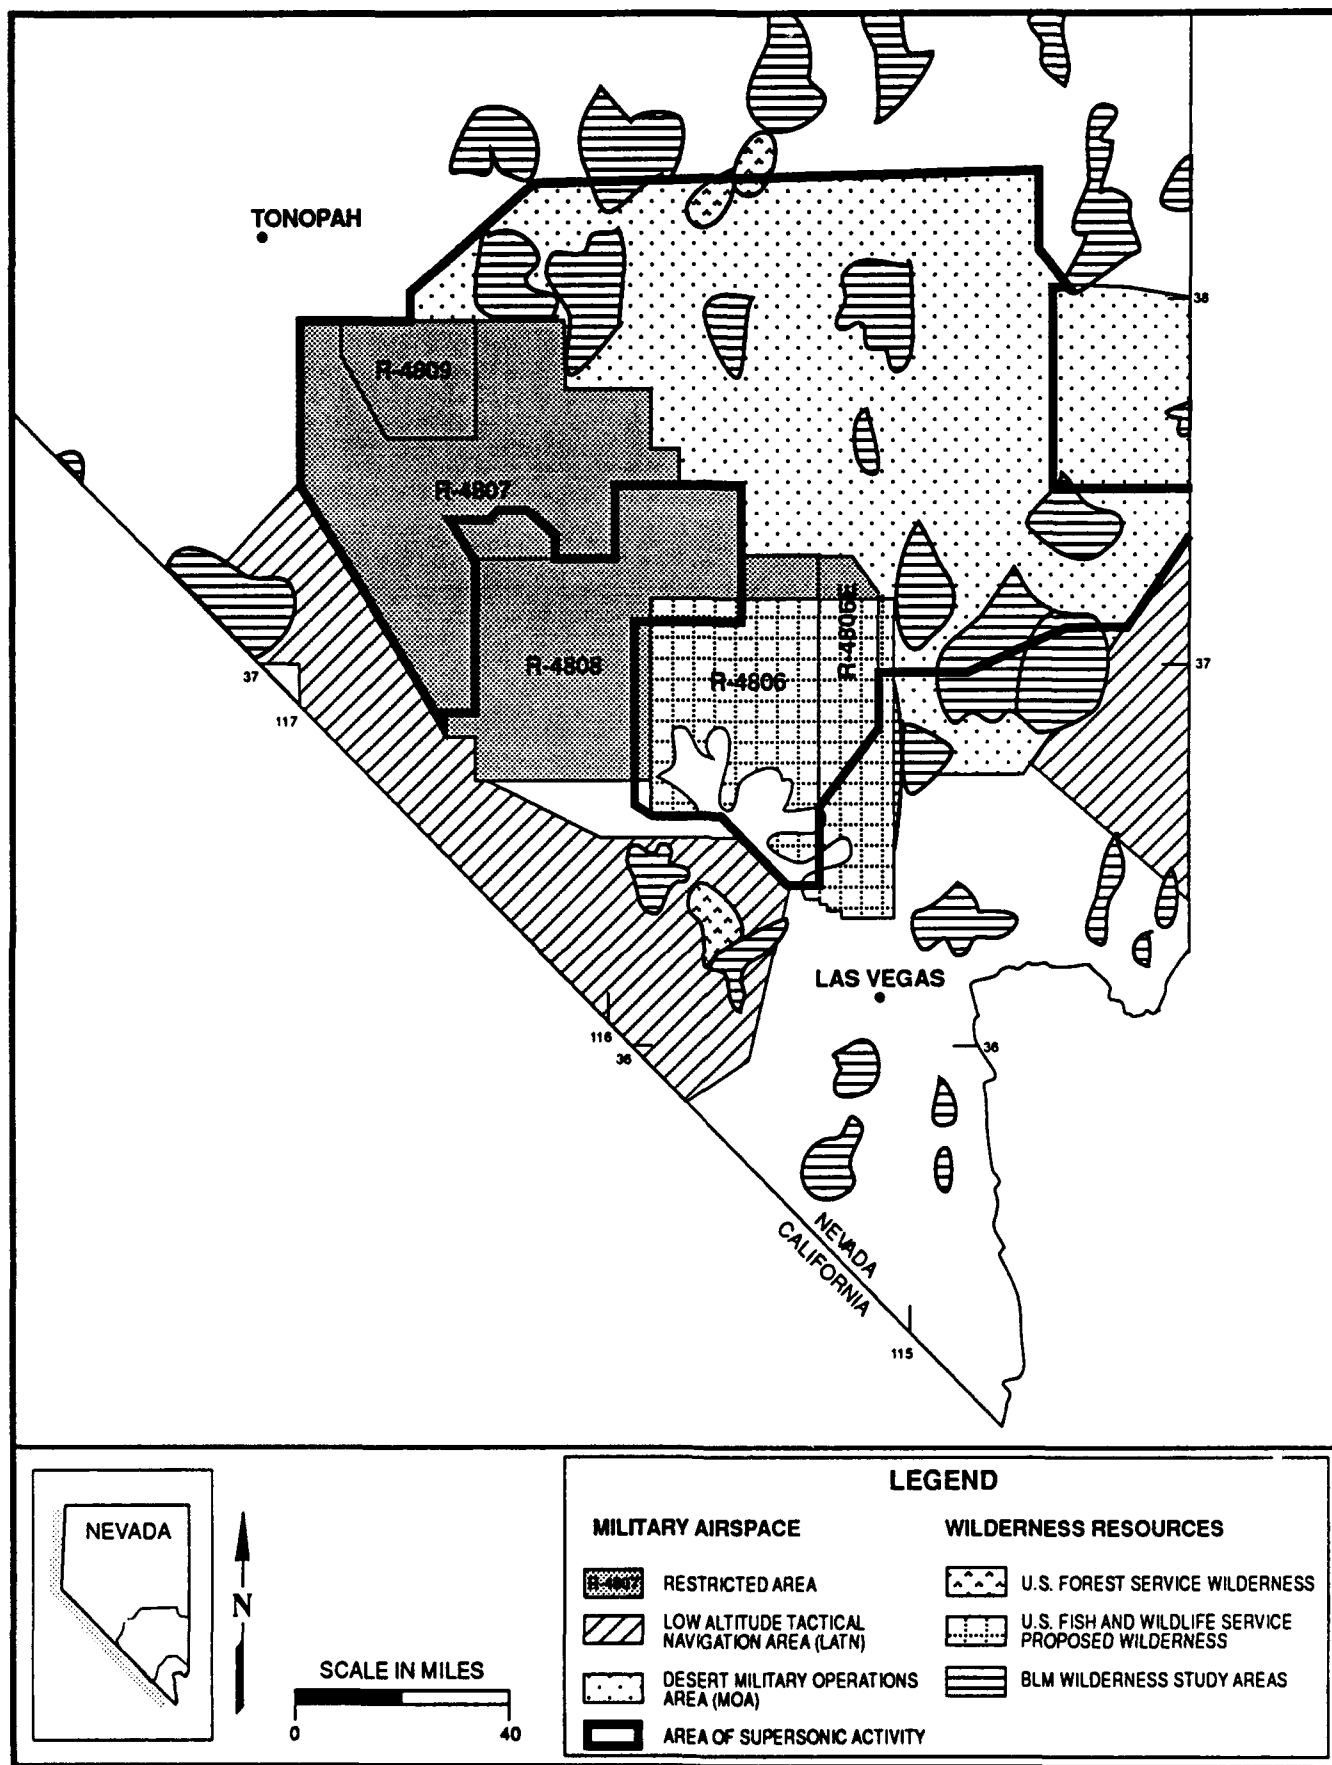 TONOPAH
38
R-4809
R-4807
R-4806E
R-4808
R-4806
37
37
117
LAS VEGAS
116
36
36
NEVADA
CALIFORNIA
115
NEVADA
N
SCALE IN MILES
0 40
LEGEND
MILITARY AIRSPACE
R-4807 RESTRICTED AREA
LOW ALTITUDE TACTICAL
NAVIGATION AREA (LATN)
DESERT MILITARY OPERATIONS
AREA (MOA)
AREA OF SUPERSONIC ACTIVITY
WILDERNESS RESOURCES
U.S. FOREST SERVICE WILDERNESS
U.S. FISH AND WILDLIFE SERVICE
PROPOSED WILDERNESS
BLM WILDERNESS STUDY AREAS